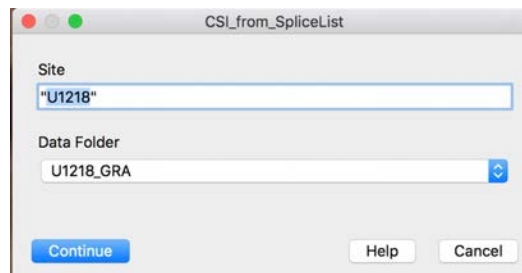 CSI_from_SpliceList
Site
"U1218"
Data Folder
U1218_GRA
Continue Help Cancel